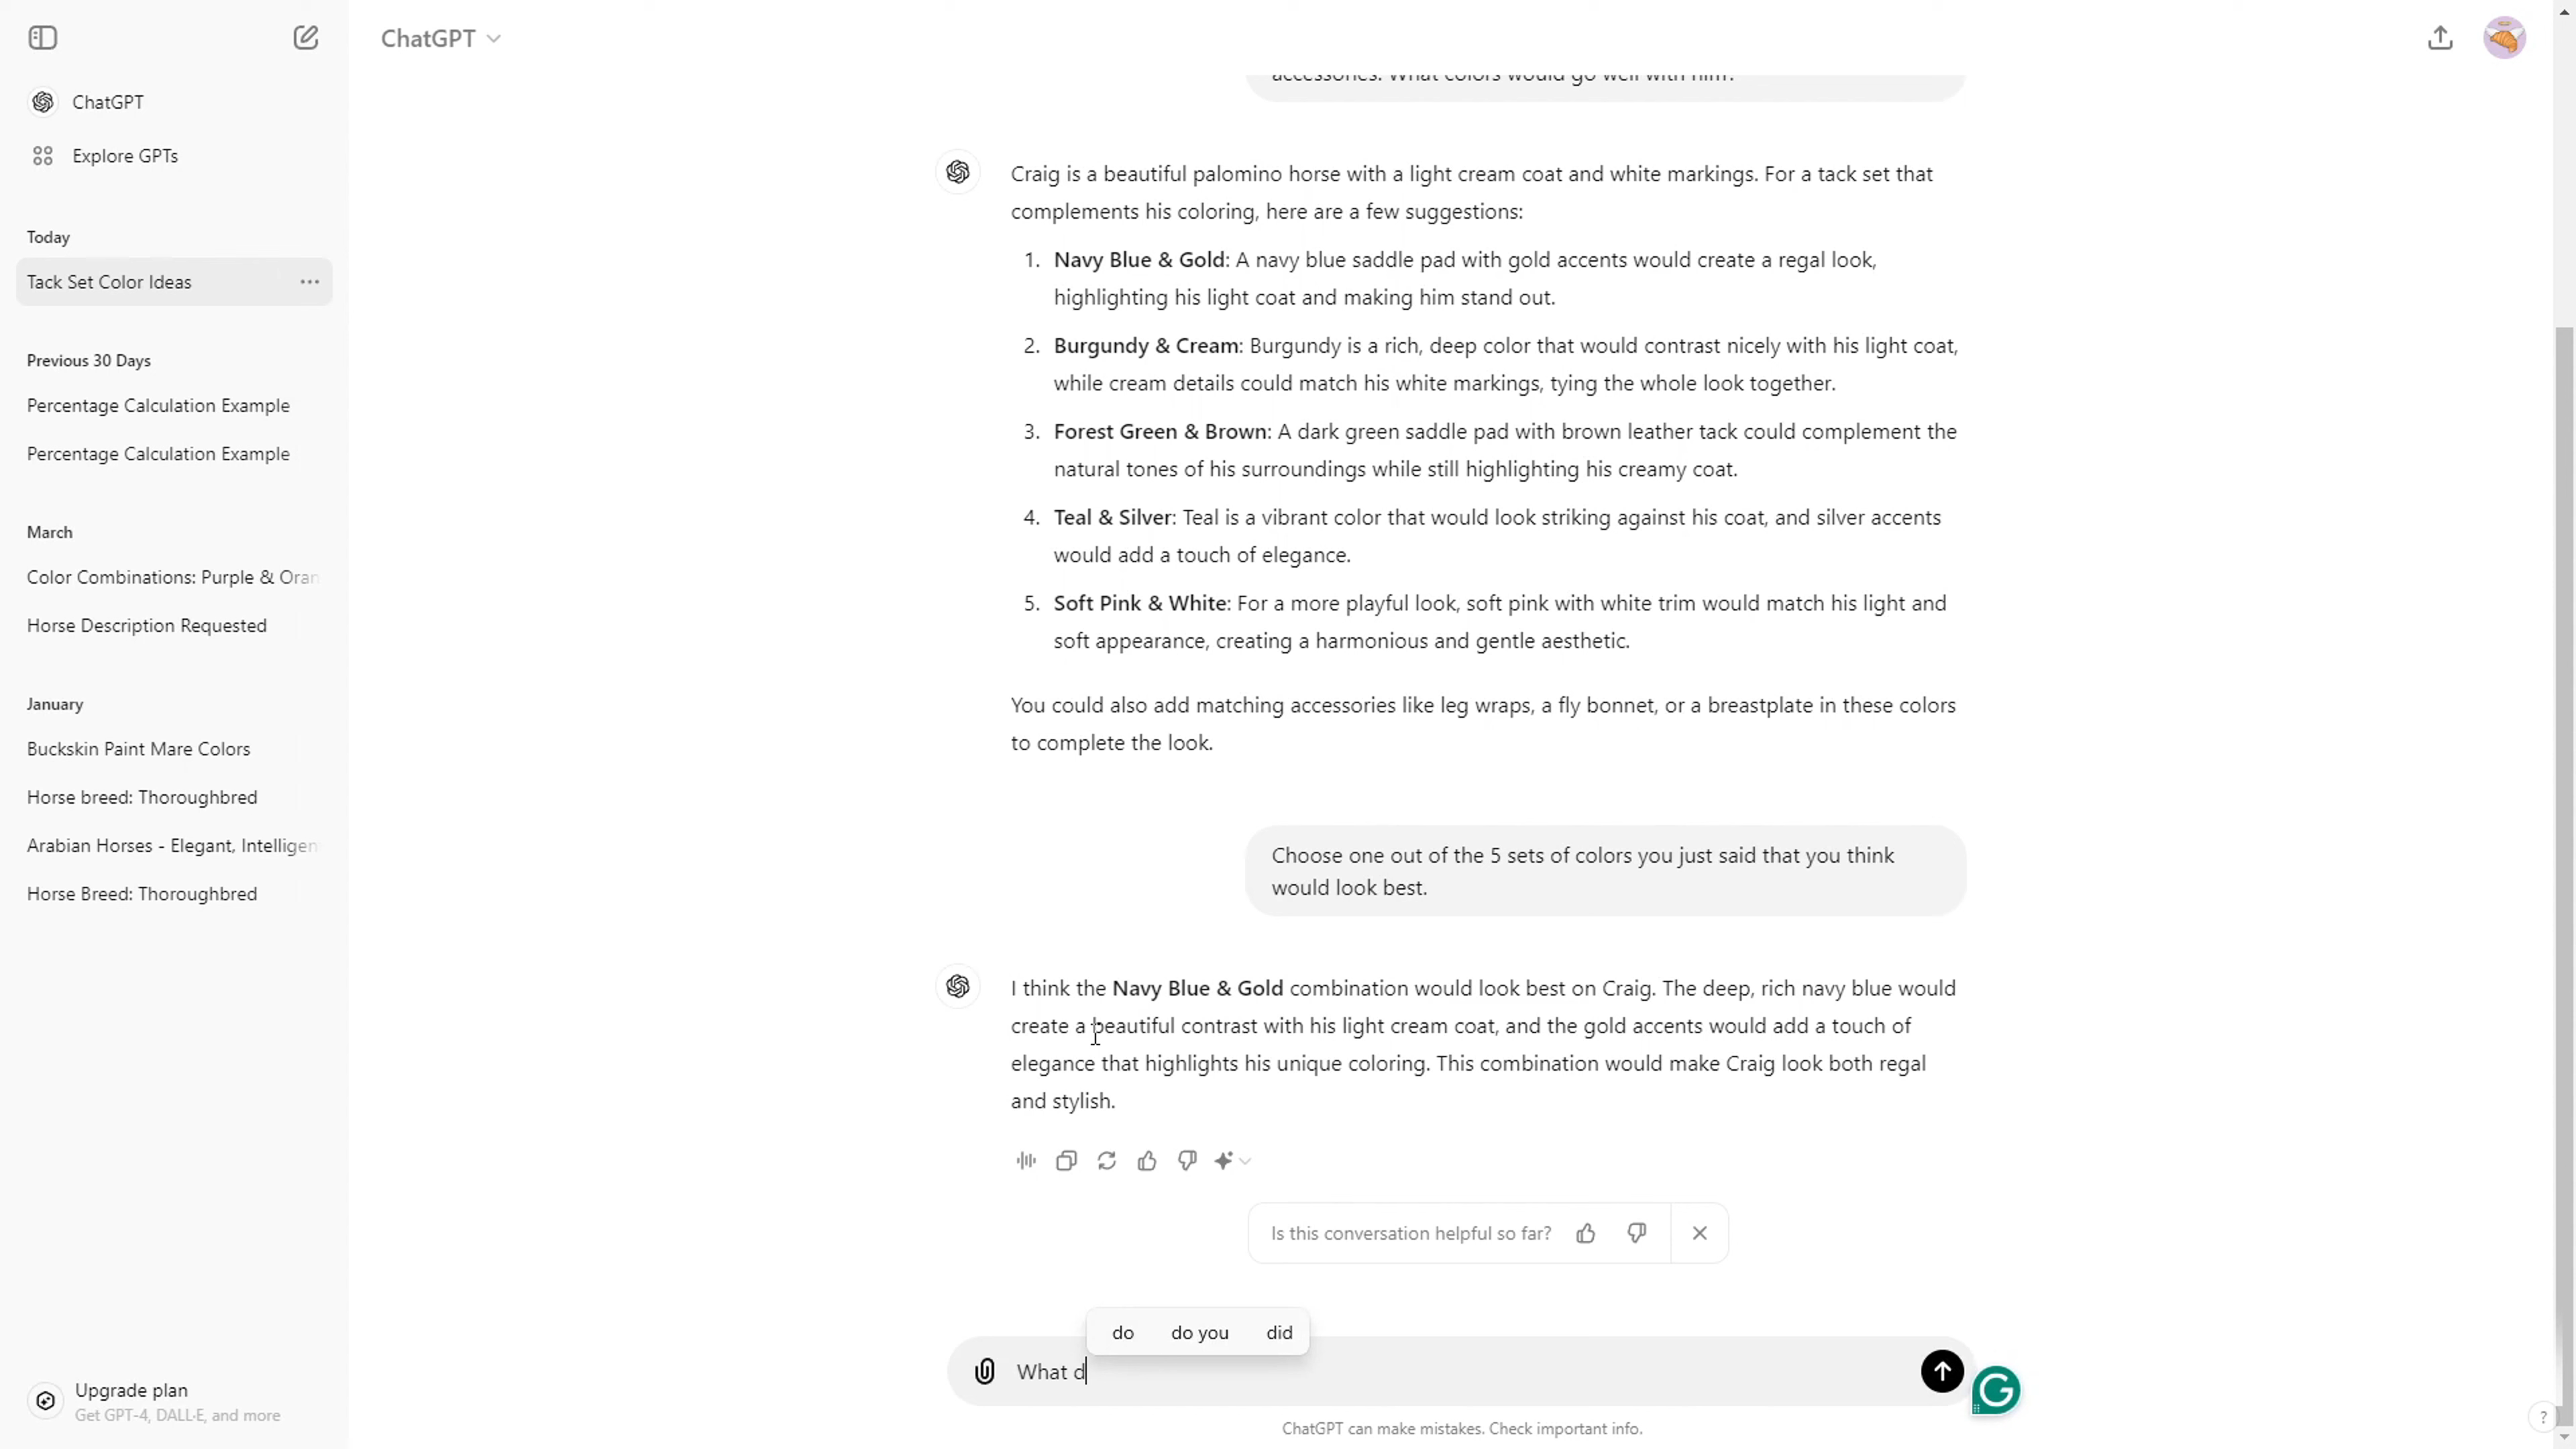 ChatGPT
Explore GPTs
Today
Tack Set Color Ideas
Previous 30 Days
Percentage Calculation Example
Percentage Calculation Example
March
Color Combinations: Purple & Oran
Horse Description Requested
January
Buckskin Paint Mare Colors
Horse breed: Thoroughbred
Arabian Horses - Elegant, Intelligen
Horse Breed: Thoroughbred
Upgrade plan
Get GPT-4, DALL·E, and more
ChatGPT
accessories. What colors would go well with him?
Craig is a beautiful palomino horse with a light cream coat and white markings. For a tack set that
complements his coloring, here are a few suggestions:
1. Navy Blue & Gold: A navy blue saddle pad with gold accents would create a regal look,
highlighting his light coat and making him stand out.
2. Burgundy & Cream: Burgundy is a rich, deep color that would contrast nicely with his light coat,
while cream details could match his white markings, tying the whole look together.
3. Forest Green & Brown: A dark green saddle pad with brown leather tack could complement the
natural tones of his surroundings while still highlighting his creamy coat.
4. Teal & Silver: Teal is a vibrant color that would look striking against his coat, and silver accents
would add a touch of elegance.
5. Soft Pink & White: For a more playful look, soft pink with white trim would match his light and
soft appearance, creating a harmonious and gentle aesthetic.
You could also add matching accessories like leg wraps, a fly bonnet, or a breastplate in these colors
to complete the look.
Choose one out of the 5 sets of colors you just said that you think
would look best.
I think the Navy Blue & Gold combination would look best on Craig. The deep, rich navy blue would
create a beautiful contrast with his light cream coat, and the gold accents would add a touch of
elegance that highlights his unique coloring. This combination would make Craig look both regal
and stylish.
Is this conversation helpful so far?
do do you did
What d
ChatGPT can make mistakes. Check important info.
?